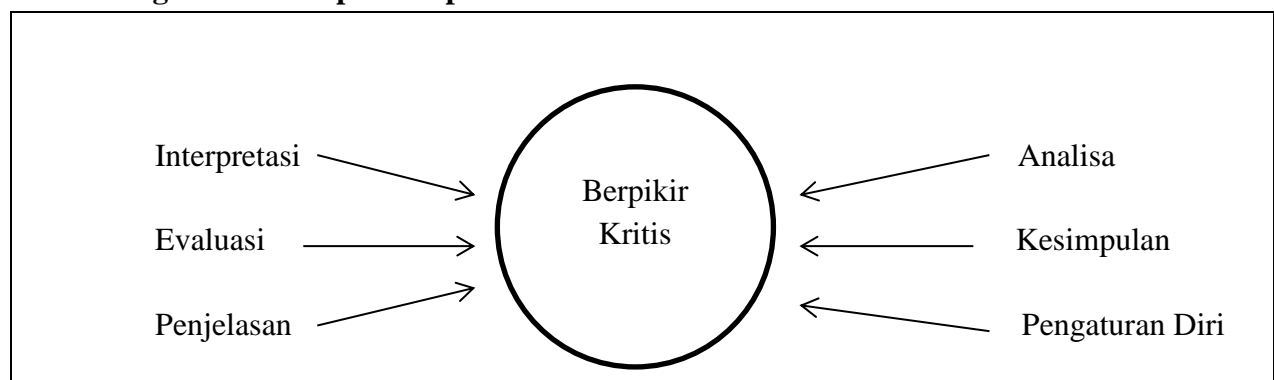 Interpretasi
Evaluasi
Penjelasan
Berpikir
Kritis
Analisa
Kesimpulan
Pengaturan Diri